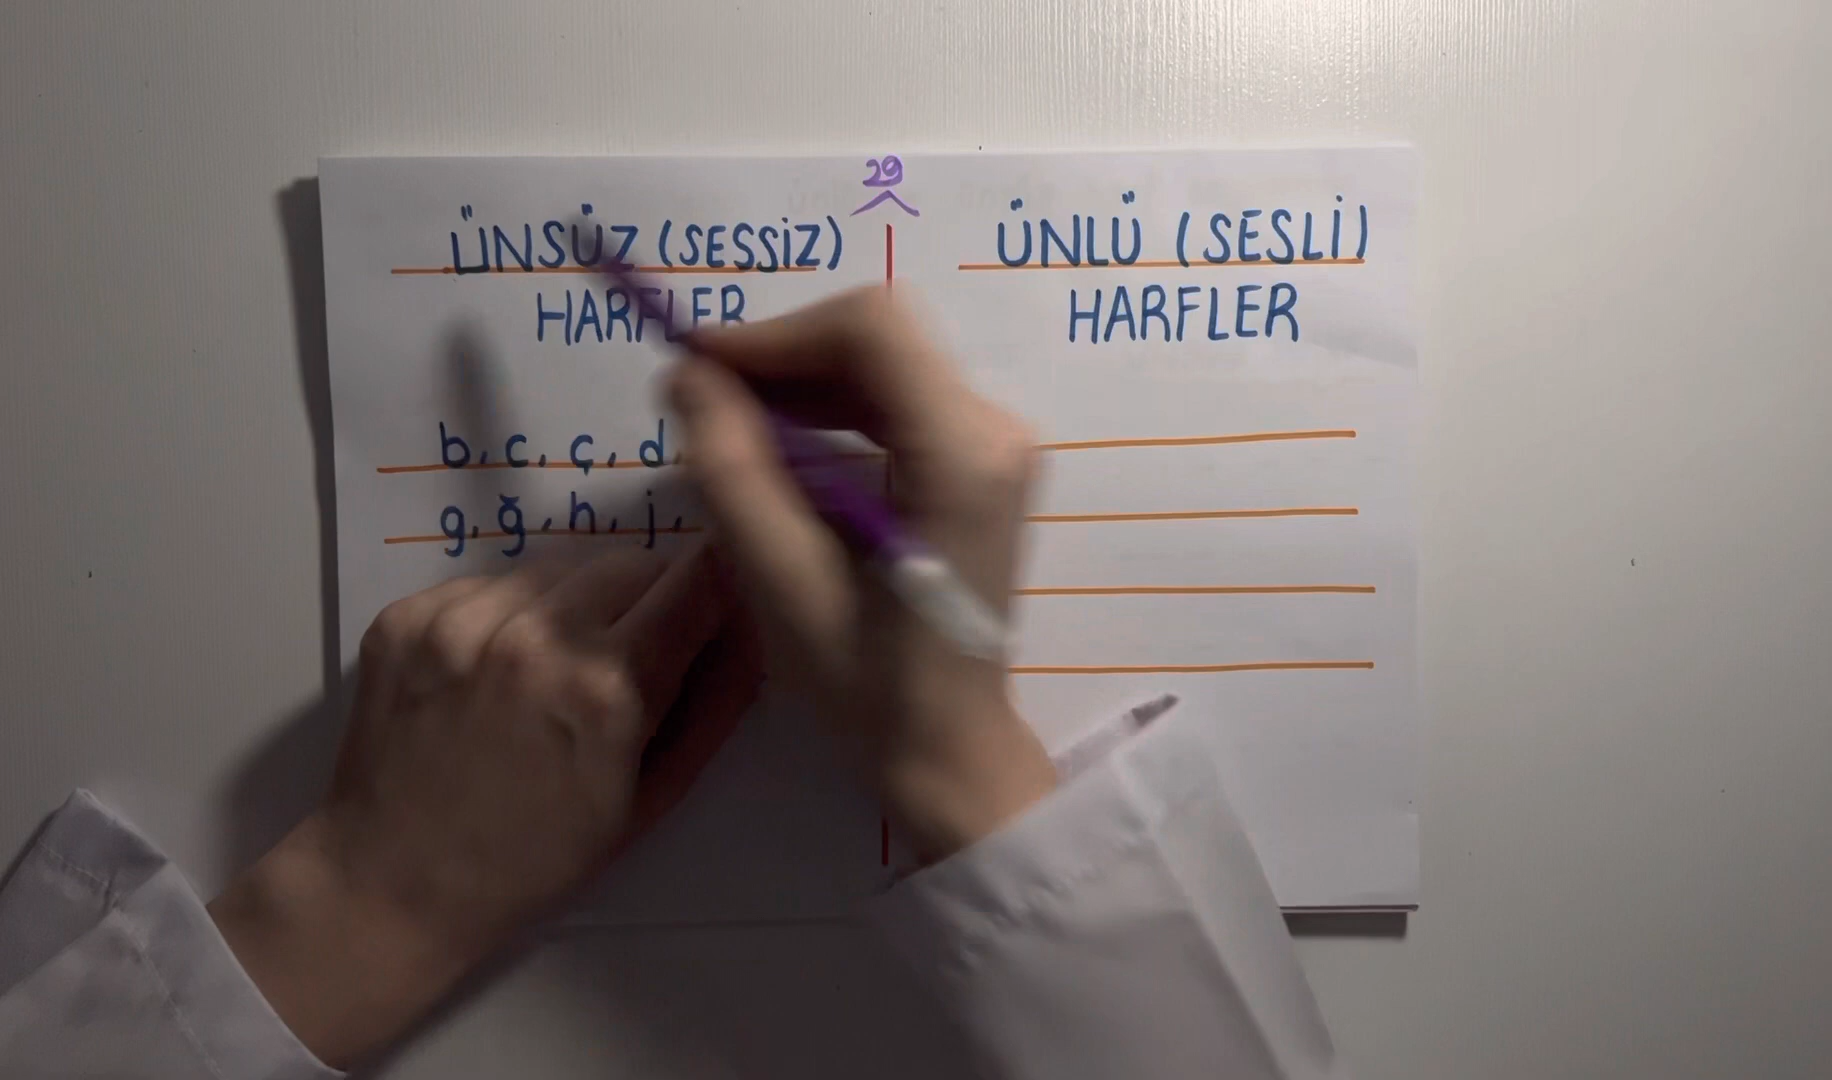 29
ÜNSÜZ (SESSİZ)
HARFLER
b, c, ç, d,
g, ğ, h, j,
ÜNLÜ (SESLİ)
HARFLER